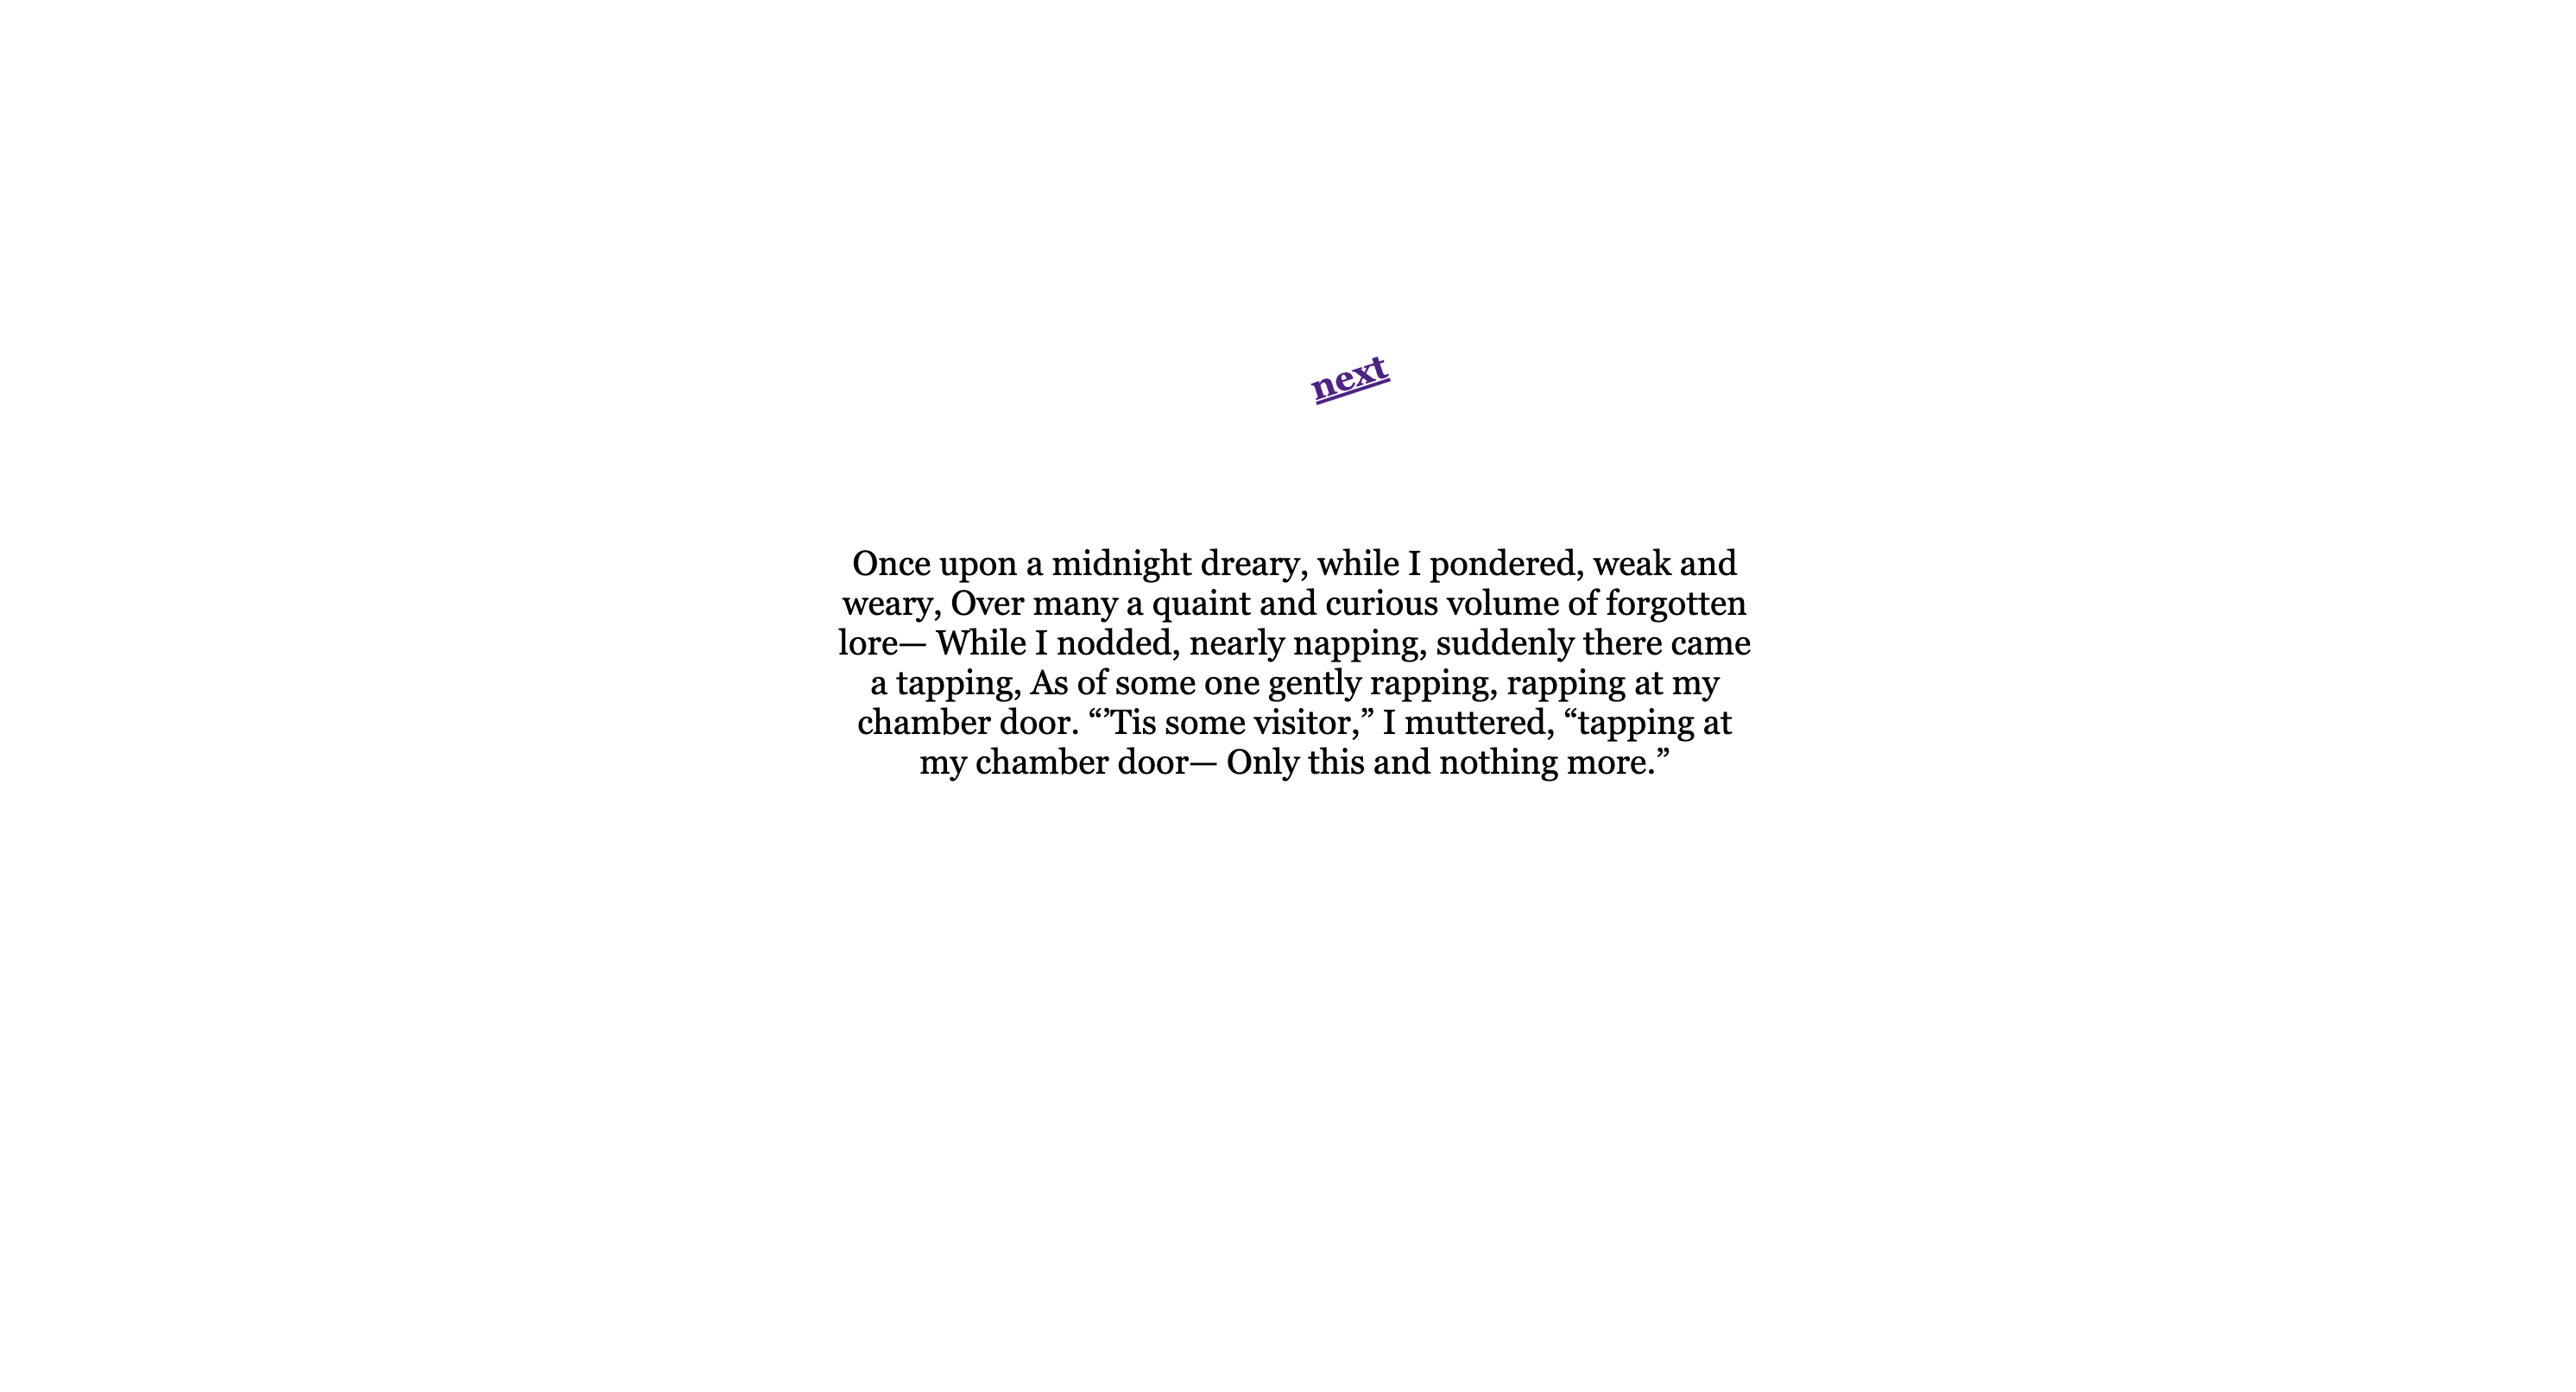 next
Once upon a midnight dreary, while I pondered, weak and
weary, Over many a quaint and curious volume of forgotten
lore— While I nodded, nearly napping, suddenly there came
a tapping, As of some one gently rapping, rapping at my
chamber door. “’Tis some visitor,” I muttered, “tapping at
my chamber door— Only this and nothing more.”